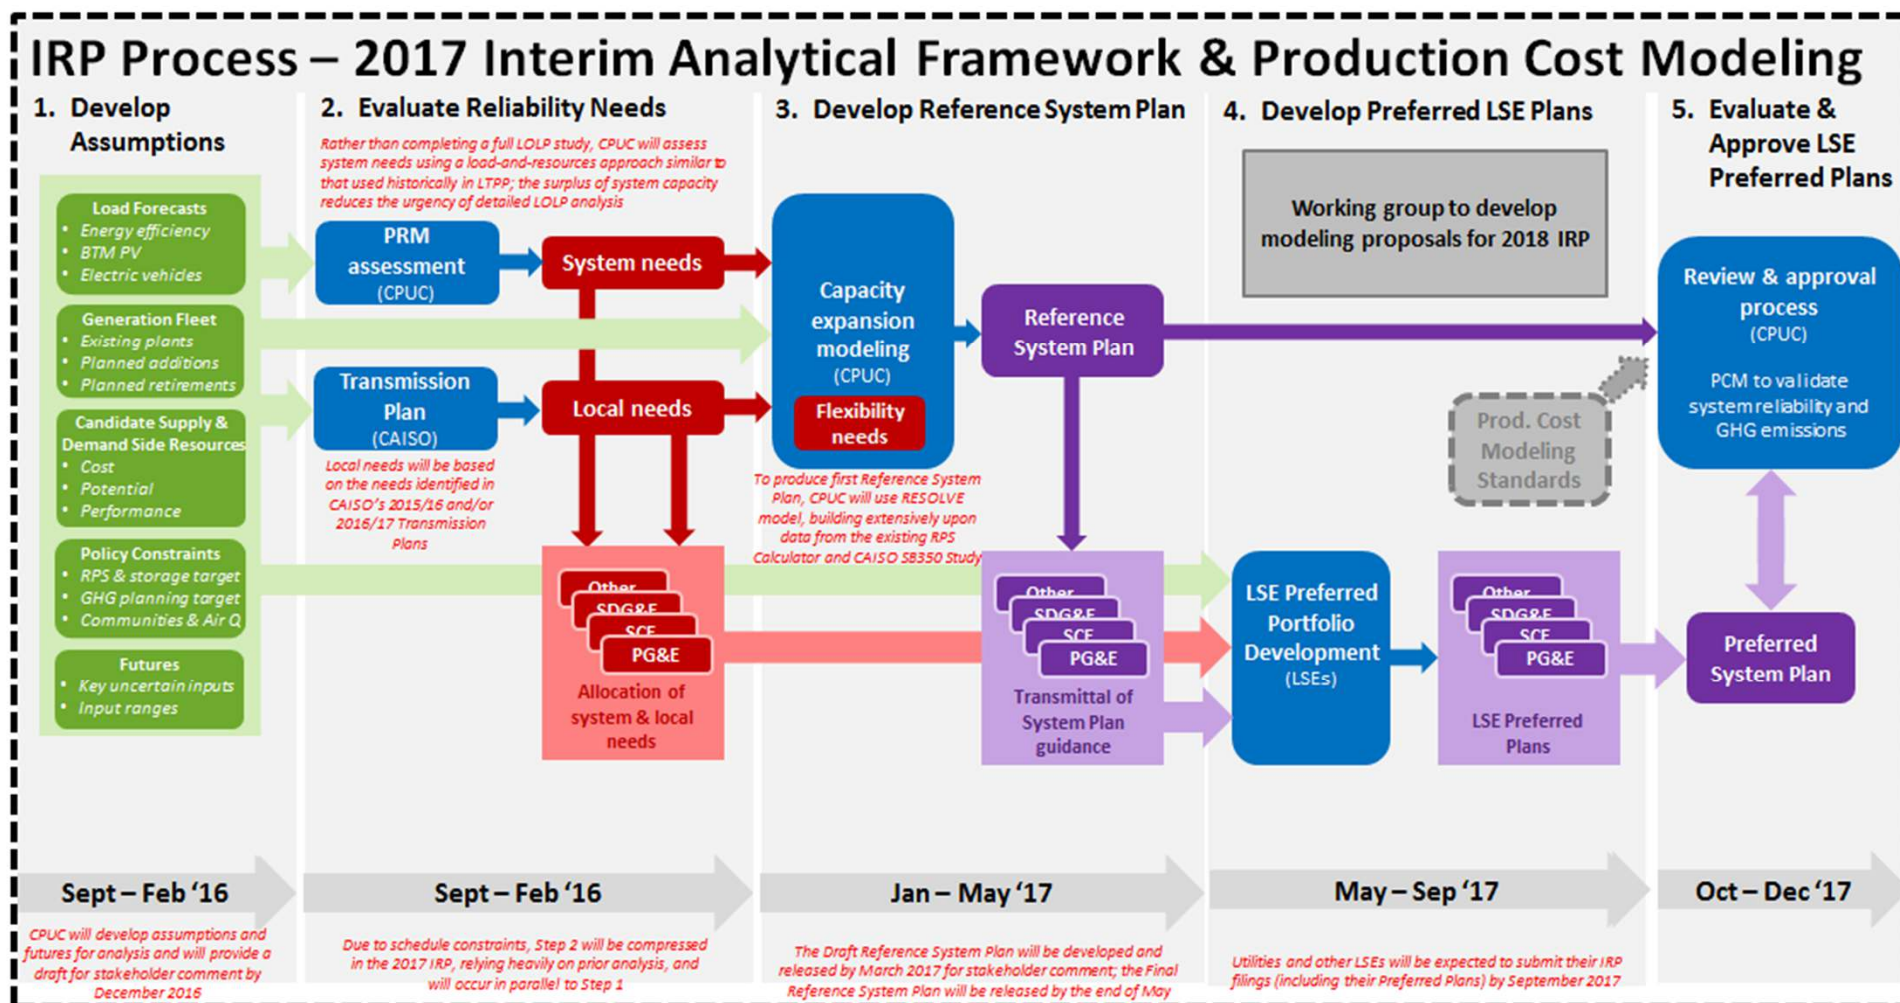 IRP Process – 2017 Interim Analytical Framework & Production Cost Modeling
1. Develop
Assumptions
Load Forecasts
• Energy efficiency
• BTM PV
• Electric vehicles
Generation Fleet
• Existing plants
• Planned additions
• Planned retirements
Candidate Supply &
Demand Side Resources
• Cost
• Potential
• Performance
Policy Constraints
• RPS & storage target
• GHG planning target
• Communities & Air Q
Futures
• Key uncertain inputs
• Input ranges
2. Evaluate Reliability Needs
Rather than completing a full LOLP study, CPUC will assess
system needs using a load-and-resources approach similar to
that used historically in LTPP; the surplus of system capacity
reduces the urgency of detailed LOLP analysis
PRM
assessment
(CPUC)
System needs
Transmission
Plan
(CAISO)
Local needs
Local needs will be based
on the needs identified in
CAISO's 2015/16 and/or
2016/17 Transmission
Plans
Other
SDG&E
SCE
PG&E
Allocation of
system & local
needs
3. Develop Reference System Plan
Capacity
expansion
modeling
(CPUC)
Flexibility
needs
To produce first Reference System
Plan, CPUC will use RESOLVE
model, building extensively upon
data from the existing RPS
Calculator and CAISO SB350 Study
Reference
System Plan
Other
SDG&E
SCE
PG&E
Transmittal of
System Plan
guidance
4. Develop Preferred LSE Plans
Working group to develop
modeling proposals for 2018 IRP
Prod. Cost
Modeling
Standards
LSE Preferred
Portfolio
Development
(LSEs)
Other
SDG&E
SCE
PG&E
LSE Preferred
Plans
5. Evaluate &
Approve LSE
Preferred Plans
Review & approval
process
(CPUC)
PCM to validate
system reliability and
GHG emissions
Preferred
System Plan
Sept – Feb ‘16
CPUC will develop assumptions and
futures for analysis and will provide a
draft for stakeholder comment by
December 2016
Sept – Feb ‘16
Due to schedule constraints, Step 2 will be compressed
in the 2017 IRP, relying heavily on prior analysis, and
will occur in parallel to Step 1
Jan – May ‘17
The Draft Reference System Plan will be developed and
released by March 2017 for stakeholder comment; the Final
Reference System Plan will be released by the end of May
May – Sep ‘17
Utilities and other LSEs will be expected to submit their IRP
filings (including their Preferred Plans) by September 2017
Oct – Dec ‘17